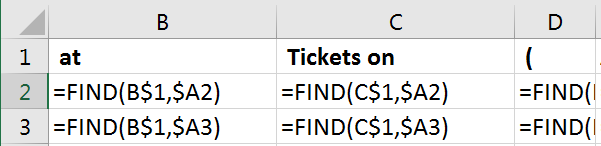 B C D
1 at Tickets on (
2 =FIND(B$1,$A2) =FIND(C$1,$A2) =FIND(
3 =FIND(B$1,$A3) =FIND(C$1,$A3) =FIND(